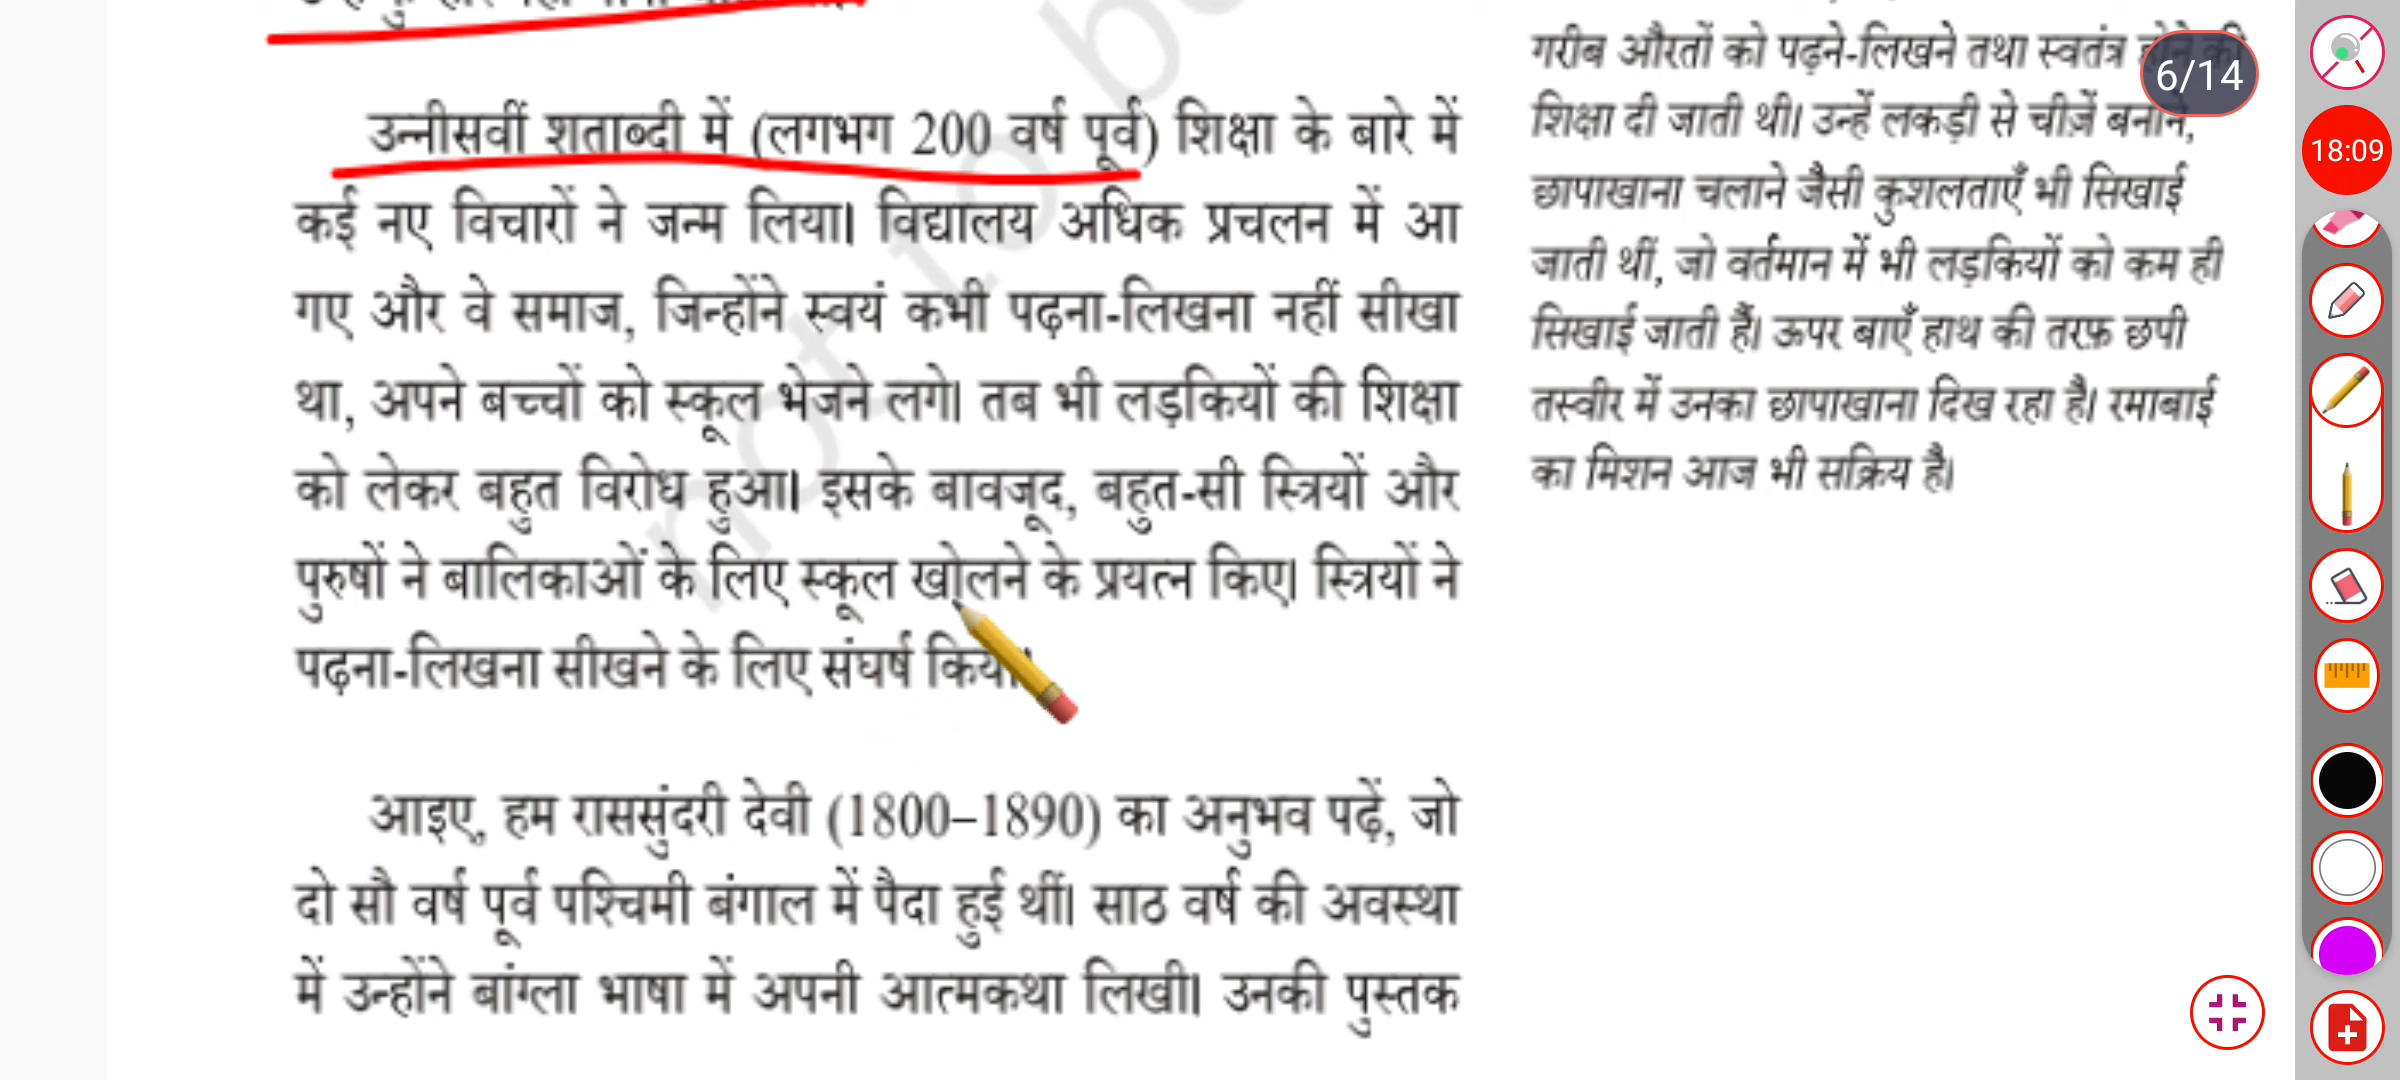 उन्नीसवीं शताब्दी में (लगभग 200 वर्ष पूर्व) शिक्षा के बारे में
कई नए विचारों ने जन्म लिया। विद्यालय अधिक प्रचलन में आ
गए और वे समाज, जिन्होंने स्वयं कभी पढ़ना-लिखना नहीं सीखा
था, अपने बच्चों को स्कूल भेजने लगे। तब भी लड़कियों की शिक्षा
को लेकर बहुत विरोध हुआ। इसके बावजूद, बहुत-सी स्त्रियों और
पुरुषों ने बालिकाओं के लिए स्कूल खोलने के प्रयत्न किए। स्त्रियों ने
पढ़ना-लिखना सीखने के लिए संघर्ष किया।
आइए, हम राससुंदरी देवी (1800–1890) का अनुभव पढ़ें, जो
दो सौ वर्ष पूर्व पश्चिमी बंगाल में पैदा हुई थीं। साठ वर्ष की अवस्था
में उन्होंने बांग्ला भाषा में अपनी आत्मकथा लिखी। उनकी पुस्तक
गरीब औरतों को पढ़ने-लिखने तथा स्वतंत्र होने की
शिक्षा दी जाती थी। उन्हें लकड़ी से चीज़ें बनाने,
छापाखाना चलाने जैसी कुशलताएँ भी सिखाई
जाती थीं, जो वर्तमान में भी लड़कियों को कम ही
सिखाई जाती हैं। ऊपर बाएँ हाथ की तरफ़ छपी
तस्वीर में उनका छापाखाना दिख रहा है। रमाबाई
का मिशन आज भी सक्रिय है।
6/14
18:09
not to be